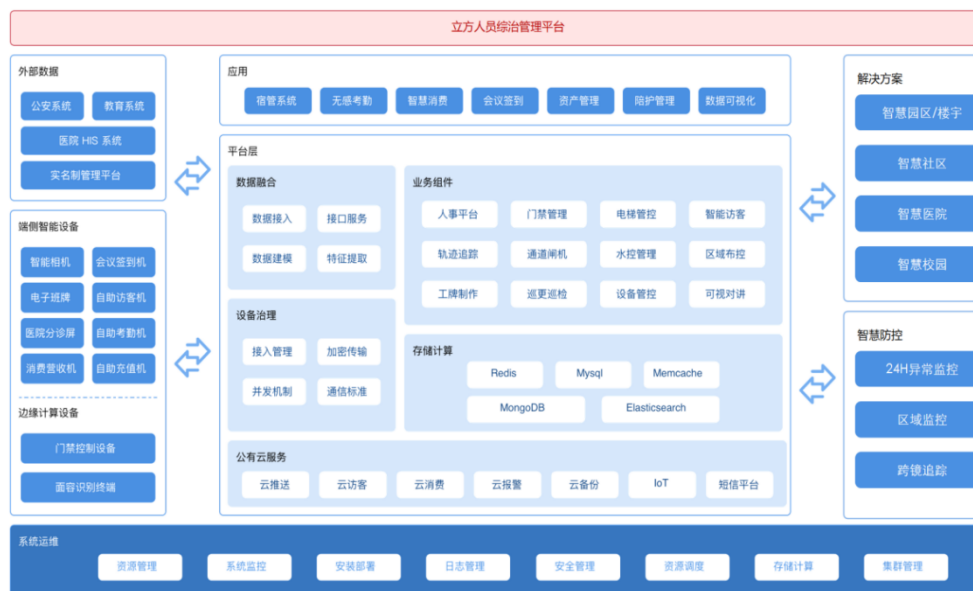 立方人员综治管理平台
外部数据
公安系统 教育系统
医院 HIS 系统
实名制管理平台
端侧智能设备
智能相机 会议签到机
电子班牌 自助访客机
医院分诊屏 自助考勤机
消费营收机 自助充值机
边缘计算设备
门禁控制设备
面容识别终端
应用
宿管系统 无感考勤 智慧消费 会议签到 资产管理 陪护管理 数据可视化
平台层
数据融合
数据接入 接口服务
数据建模 特征提取
设备治理
接入管理 加密传输
并发机制 通信标准
业务组件
人事平台 门禁管理 电梯管控 智能访客
轨迹追踪 通道闸机 水控管理 区域布控
工牌制作 巡更巡检 设备管控 可视对讲
存储计算
Redis Mysql Memcache
MongoDB Elasticsearch
公有云服务
云推送 云访客 云消费 云报警 云备份 IoT 短信平台
解决方案
智慧园区/楼宇
智慧社区
智慧医院
智慧校园
智慧防控
24H异常监控
区域监控
跨镜追踪
系统运维
资源管理 系统监控 安装部署 日志管理 安全管理 资源调度 存储计算 集群管理